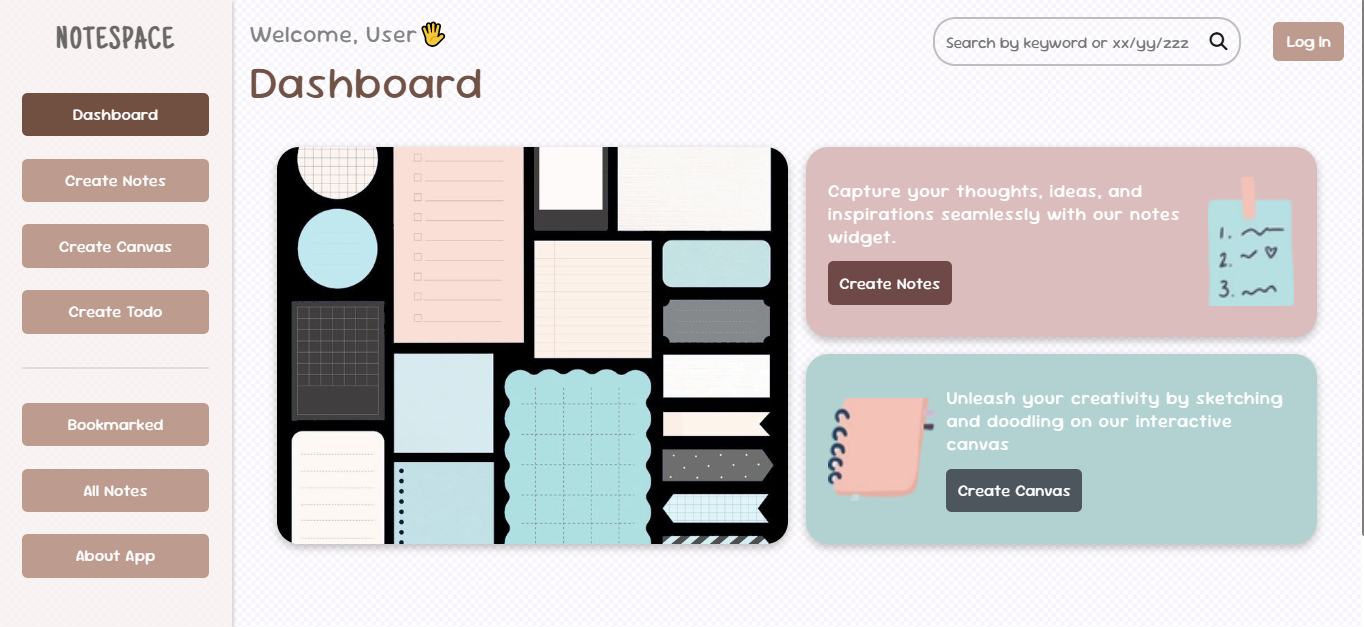 NOTESPACE
Dashboard
Create Notes
Create Canvas
Create Todo
Bookmarked
All Notes
About App
Welcome, User
Dashboard
Search by keyword or xx/yy/zzz
Log In
Capture your thoughts, ideas, and
inspirations seamlessly with our notes
widget.
Create Notes
1.
2.
3.
Unleash your creativity by sketching
and doodling on our interactive
canvas
Create Canvas